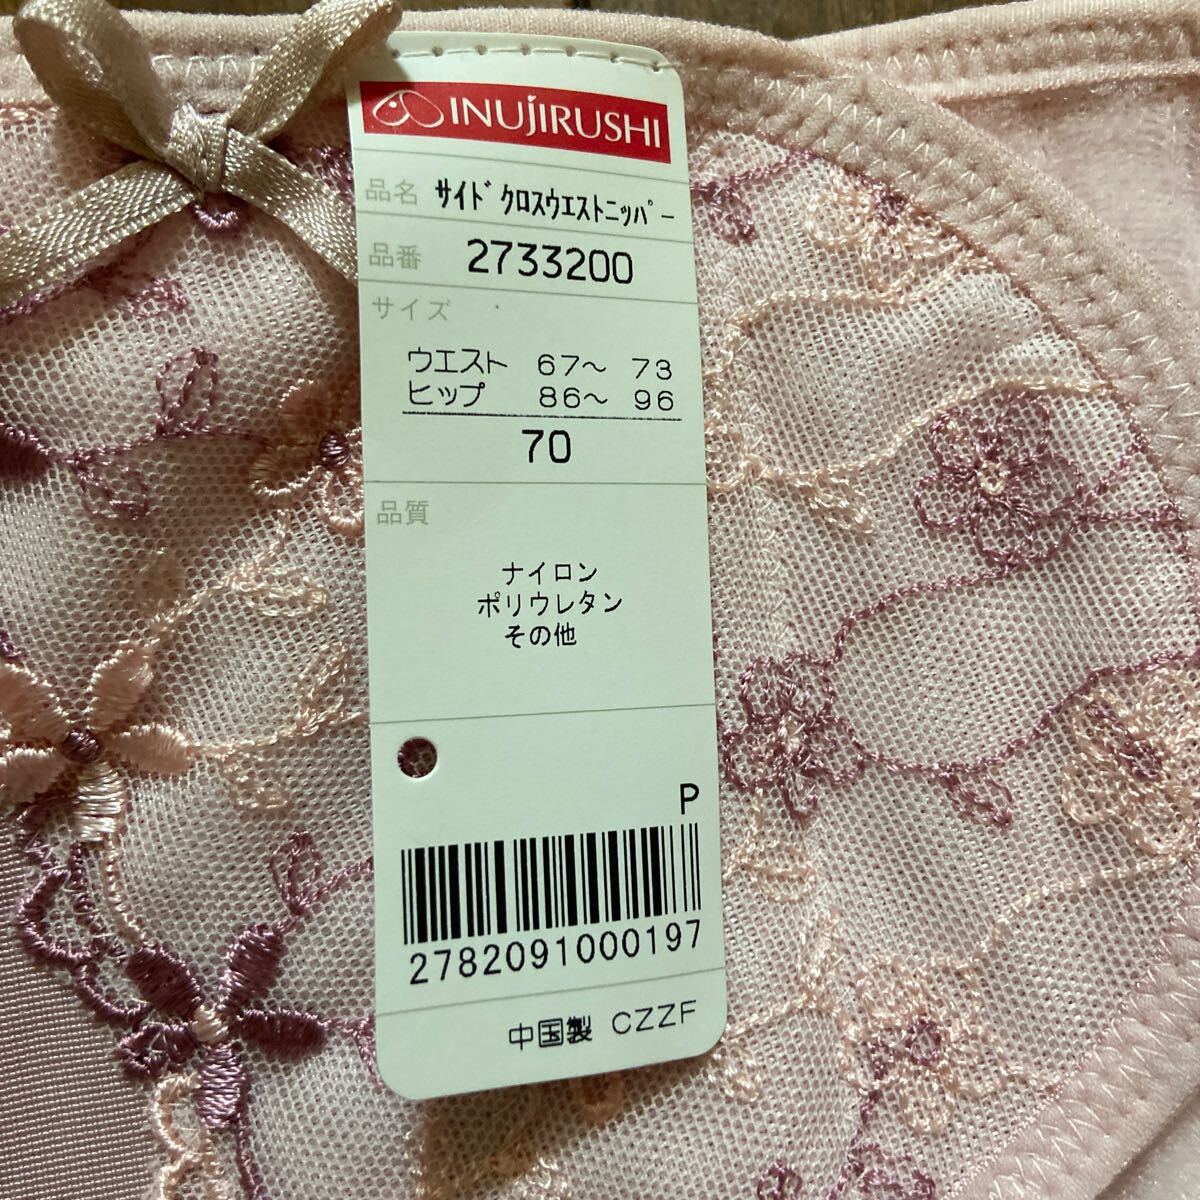 INUJIRUSHI
品名 ｻｲﾄﾞｸﾛｽｳｴｽﾄﾆｯﾊﾟｰ
品番 2733200
サイズ
ウエスト 67～ 73
ヒップ 86～ 96
70
品質
ナイロン
ポリウレタン
その他
P
2782091000197
中国製 CZZF